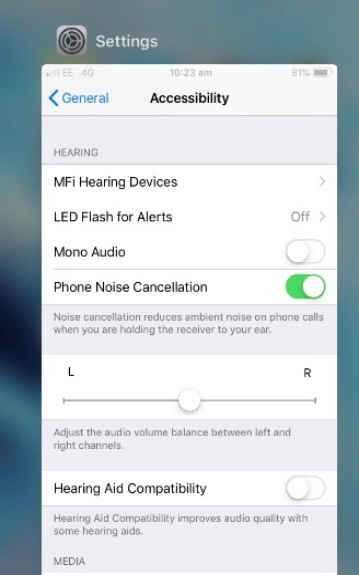 Settings
EE 4G 10:23 am 81%
General Accessibility
HEARING
MFi Hearing Devices
LED Flash for Alerts Off
Mono Audio
Phone Noise Cancellation
Noise cancellation reduces ambient noise on phone calls
when you are holding the receiver to your ear.
L R
Adjust the audio volume balance between left and
right channels.
Hearing Aid Compatibility
Hearing Aid Compatibility improves audio quality with
some hearing aids.
MEDIA